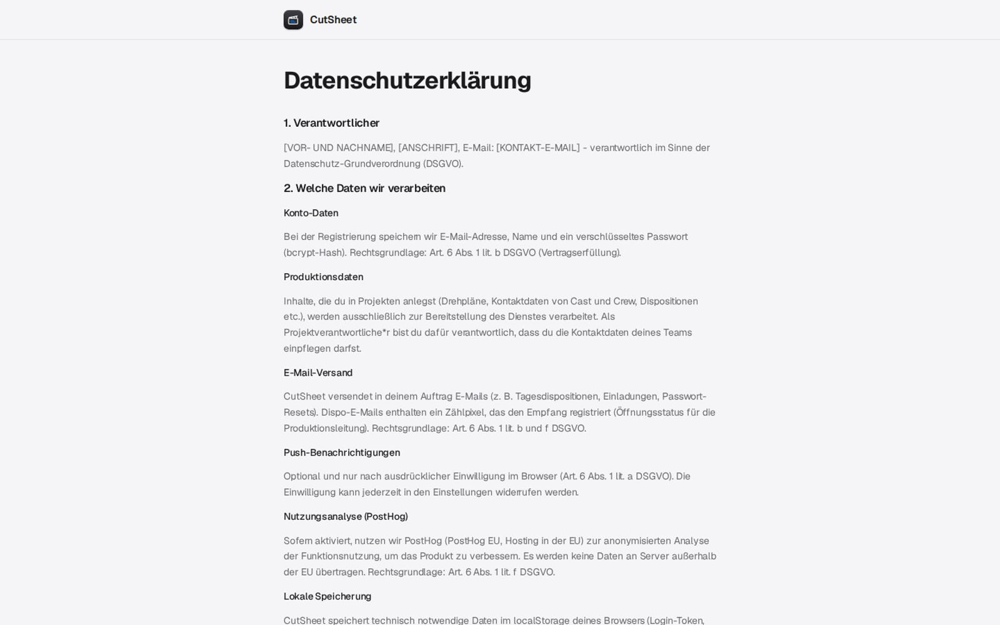 CutSheet
Datenschutzerklärung
1. Verantwortlicher
[VOR- UND NACHNAME], [ANSCHRIFT], E-Mail: [KONTAKT-E-MAIL] - verantwortlich im Sinne der
Datenschutz-Grundverordnung (DSGVO).
2. Welche Daten wir verarbeiten
Konto-Daten
Bei der Registrierung speichern wir E-Mail-Adresse, Name und ein verschlüsseltes Passwort
(bcrypt-Hash). Rechtsgrundlage: Art. 6 Abs. 1 lit. b DSGVO (Vertragserfüllung).
Produktionsdaten
Inhalte, die du in Projekten anlegst (Drehpläne, Kontaktdaten von Cast und Crew, Dispositionen
etc.), werden ausschließlich zur Bereitstellung des Dienstes verarbeitet. Als
Projektverantwortliche*r bist du dafür verantwortlich, dass du die Kontaktdaten deines Teams
einpflegen darfst.
E-Mail-Versand
CutSheet versendet in deinem Auftrag E-Mails (z. B. Tagesdispositionen, Einladungen, Passwort-
Resets). Dispo-E-Mails enthalten ein Zählpixel, das den Empfang registriert (Öffnungsstatus für die
Produktionsleitung). Rechtsgrundlage: Art. 6 Abs. 1 lit. b und f DSGVO.
Push-Benachrichtigungen
Optional und nur nach ausdrücklicher Einwilligung im Browser (Art. 6 Abs. 1 lit. a DSGVO). Die
Einwilligung kann jederzeit in den Einstellungen widerrufen werden.
Nutzungsanalyse (PostHog)
Sofern aktiviert, nutzen wir PostHog (PostHog EU, Hosting in der EU) zur anonymisierten Analyse
der Funktionsnutzung, um das Produkt zu verbessern. Es werden keine Daten an Server außerhalb
der EU übertragen. Rechtsgrundlage: Art. 6 Abs. 1 lit. f DSGVO.
Lokale Speicherung
CutSheet speichert technisch notwendige Daten im localStorage deines Browsers (Login-Token,